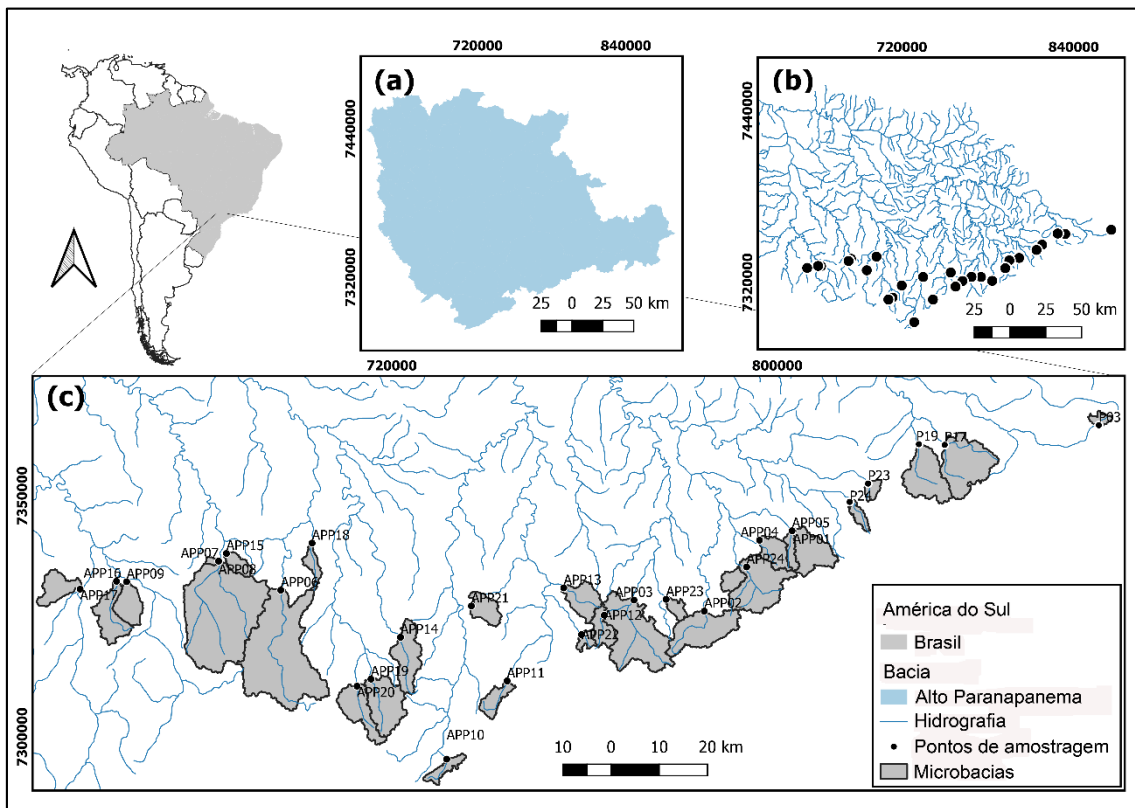 720000
840000
(a)
7440000
7320000
25 0 25 50 km
720000
840000
(b)
7440000
7320000
25 0 25 50 km
720000
800000
(c)
7350000
7300000
P03
P19
P17
P23
P24
APP05
APP04
APP01
APP24
APP18
APP15
APP07
APP08
APP16
APP09
APP17
APP06
APP13
APP03
APP23
APP02
APP12
APP22
APP21
APP14
APP19
APP20
APP11
APP10
10 0 10 20 km
América do Sul
Brasil
Bacia
Alto Paranapanema
Hidrografia
Pontos de amostragem
Microbacias